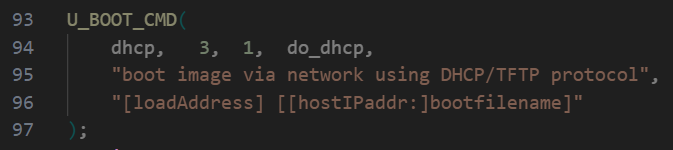 93 U_BOOT_CMD(
94     dhcp,   3,  1,  do_dhcp,
95     "boot image via network using DHCP/TFTP protocol",
96     "[loadAddress] [[hostIPaddr:]bootfilename]"
97 );